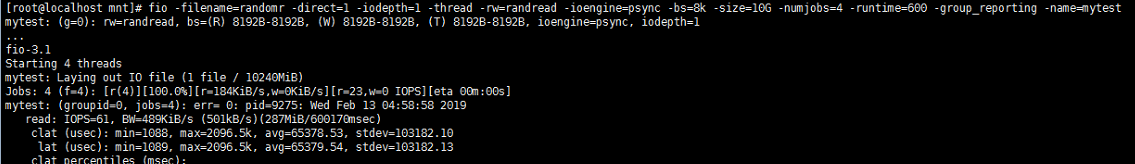 [root@localhost mnt]# fio -filename=randomr -direct=1 -iodepth=1 -thread -rw=randread -ioengine=psync -bs=8k -size=10G -numjobs=4 -runtime=600 -group_reporting -name=mytest
mytest: (g=0): rw=randread, bs=(R) 8192B-8192B, (W) 8192B-8192B, (T) 8192B-8192B, ioengine=psync, iodepth=1
...
fio-3.1
Starting 4 threads
mytest: Laying out IO file (1 file / 10240MiB)
Jobs: 4 (f=4): [r(4)][100.0%][r=184KiB/s,w=0KiB/s][r=23,w=0 IOPS][eta 00m:00s]
mytest: (groupid=0, jobs=4): err= 0: pid=9275: Wed Feb 13 04:58:58 2019
read: IOPS=61, BW=489KiB/s (501kB/s)(287MiB/600170msec)
clat (usec): min=1088, max=2096.5k, avg=65378.53, stdev=103182.10
lat (usec): min=1089, max=2096.5k, avg=65379.54, stdev=103182.13
clat percentiles (msec):